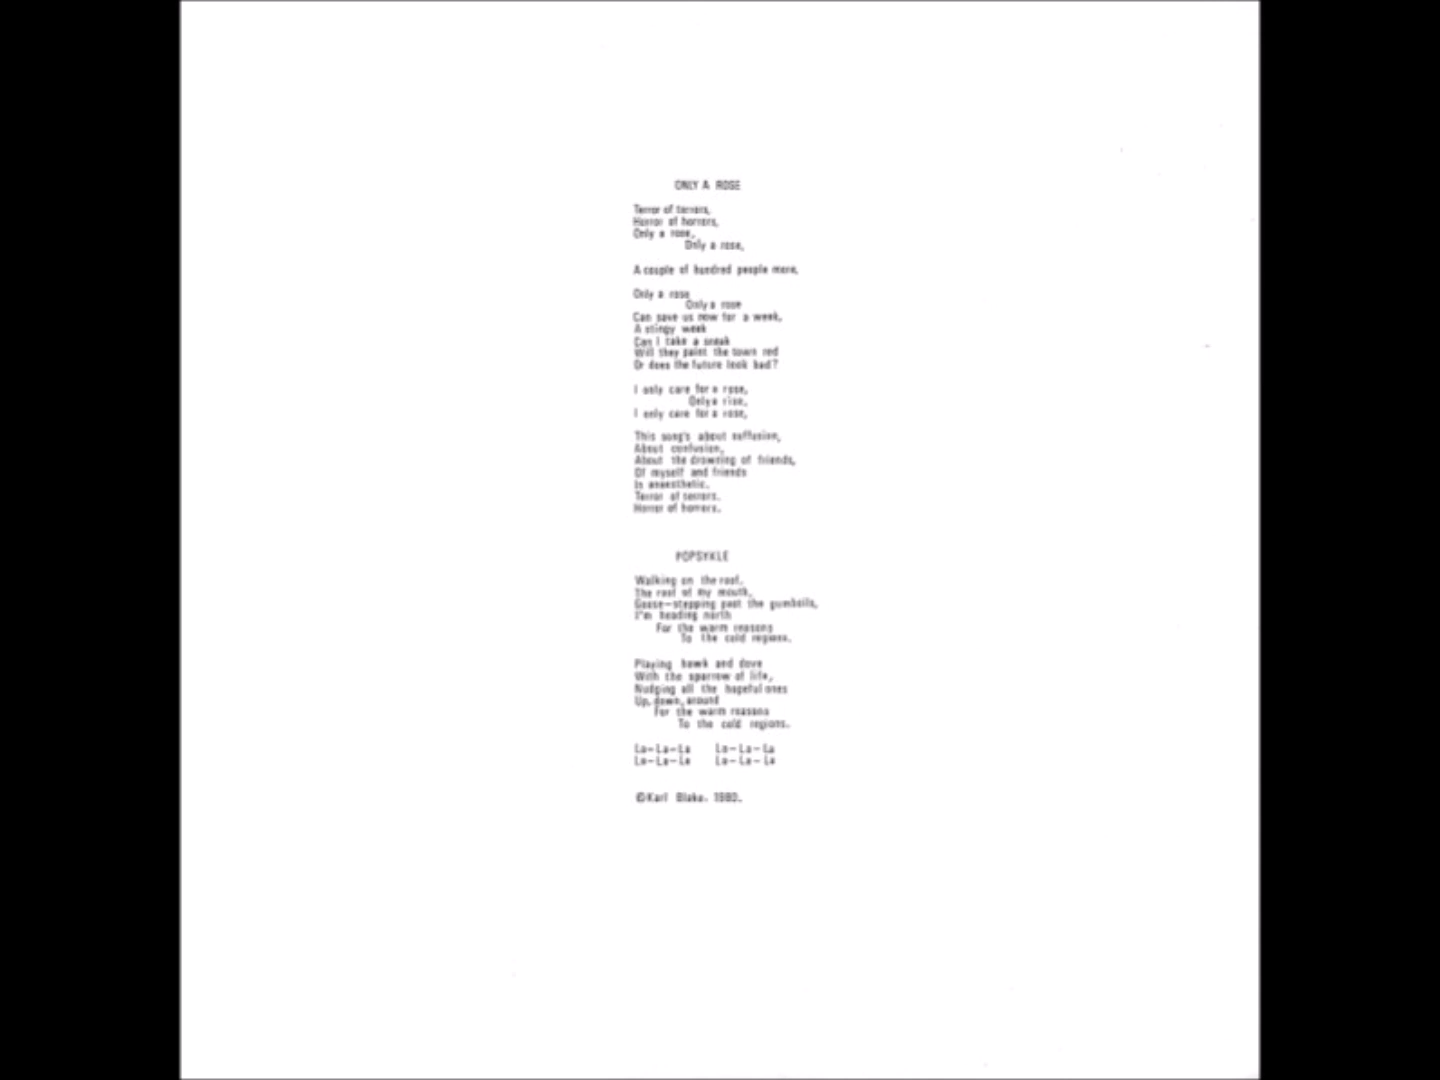 ONLY A ROSE
Terror of terrors,
Horror of horrors,
Only a rose,
Only a rose,
A couple of hundred people more,
Only a rose
Only a rose
Can save us now for a week,
A stingy week
Can I take a sneak
Will they paint the town red
Or does the future look bad?
I only care for a rose,
Only a rise,
I only care for a rose,
This song's about suffusion,
About confusion,
About the drowning of friends,
Of myself and friends
In anaesthetic.
Terror of terrors.
Horror of horrors.
POPSYKLE
Walking on the roof.
The roof of my mouth,
Goose-stepping past the gumboils,
I'm heading north
For the warm reasons
To the cold regions.
Playing hawk and dove
With the sparrow of life,
Nudging all the hopeful ones
Up, down, around
For the warm reasons
To the cold regions.
La-La-La La-La-La
La-La-La La-La-La
©Karl Blake. 1980.